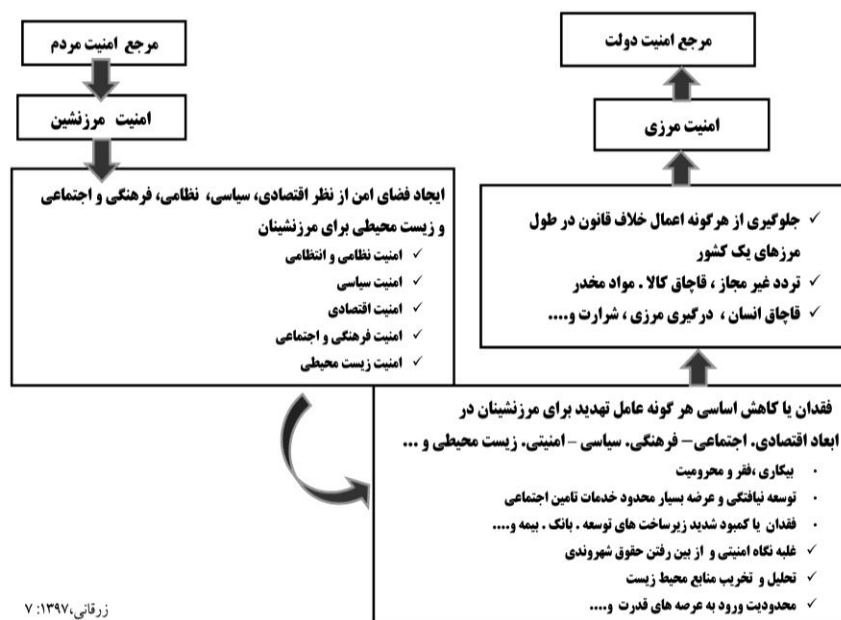 مرجع امنیت مردم
امنیت مرزنشین
ایجاد فضای امن از نظر اقتصادی، سیاسی، نظامی، فرهنگی و اجتماعی
و زیست محیطی برای مرزنشینان
✓ امنیت نظامی و انتظامی
✓ امنیت سیاسی
✓ امنیت اقتصادی
✓ امنیت فرهنگی و اجتماعی
✓ امنیت زیست محیطی
فقدان یا کاهش اساسی هر گونه عامل تهدید برای مرزنشینان در
ابعاد اقتصادی. اجتماعی– فرهنگی. سیاسی – امنیتی. زیست محیطی و ...
· بیکاری ،فقر و محرومیت
· توسعه نیافتگی و عرضه بسیار محدود خدمات تامین اجتماعی
· فقدان یا کمبود شدید زیرساخت های توسعه . بانک . بیمه و....
✓ غلبه نگاه امنیتی و از بین رفتن حقوق شهروندی
✓ تحلیل و تخریب منابع محیط زیست
✓ محدودیت ورود به عرصه های قدرت و....
✓ جلوگیری از هرگونه اعمال خلاف قانون در طول
مرزهای یک کشور
✓ تردد غیر مجاز ، قاچاق کالا . مواد مخدر
✓ قاچاق انسان ، درگیری مرزی ، شرارت و....
امنیت مرزی
مرجع امنیت دولت
زرقانی،۱۳۹۷: ۷